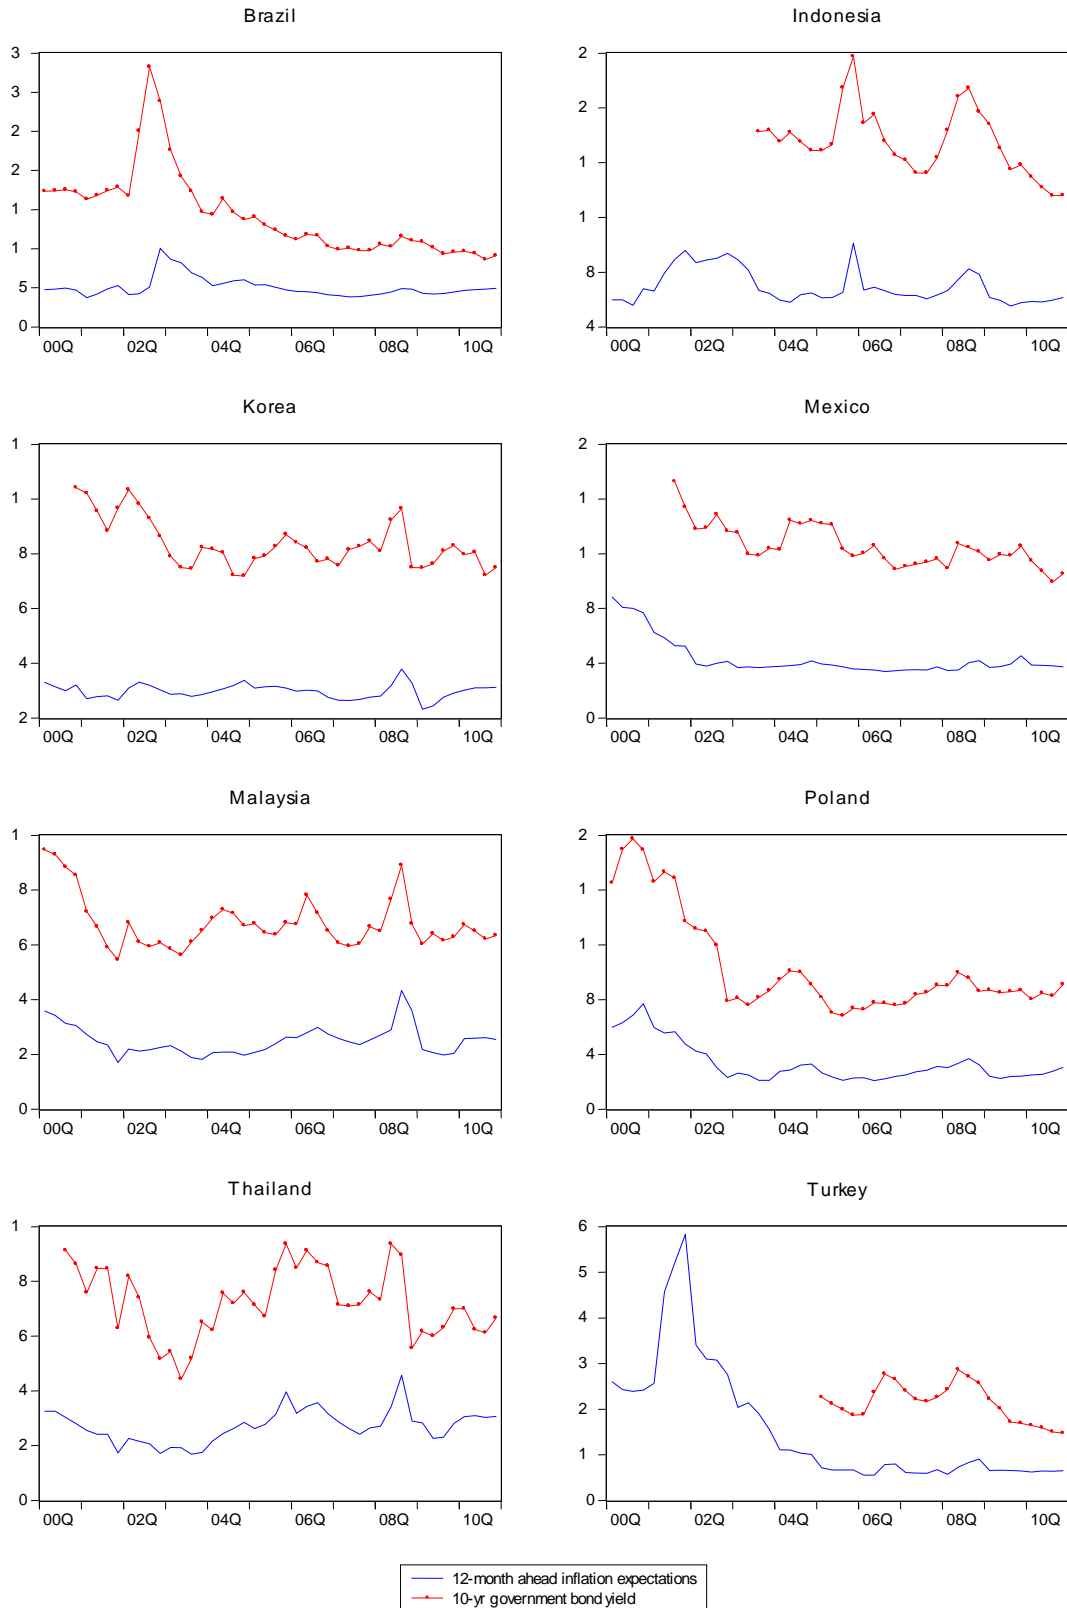 Brazil
3
3
2
2
1
1
5
0
00Q 02Q 04Q 06Q 08Q 10Q
Indonesia
2
2
1
1
8
4
00Q 02Q 04Q 06Q 08Q 10Q
Korea
1
1
8
6
4
2
00Q 02Q 04Q 06Q 08Q 10Q
Mexico
2
1
1
8
4
0
00Q 02Q 04Q 06Q 08Q 10Q
Malaysia
1
8
6
4
2
0
00Q 02Q 04Q 06Q 08Q 10Q
Poland
2
1
1
8
4
0
00Q 02Q 04Q 06Q 08Q 10Q
Thailand
1
8
6
4
2
0
00Q 02Q 04Q 06Q 08Q 10Q
Turkey
6
5
5
3
2
1
0
00Q 02Q 04Q 06Q 08Q 10Q
12-month ahead inflation expectations
10-yr government bond yield